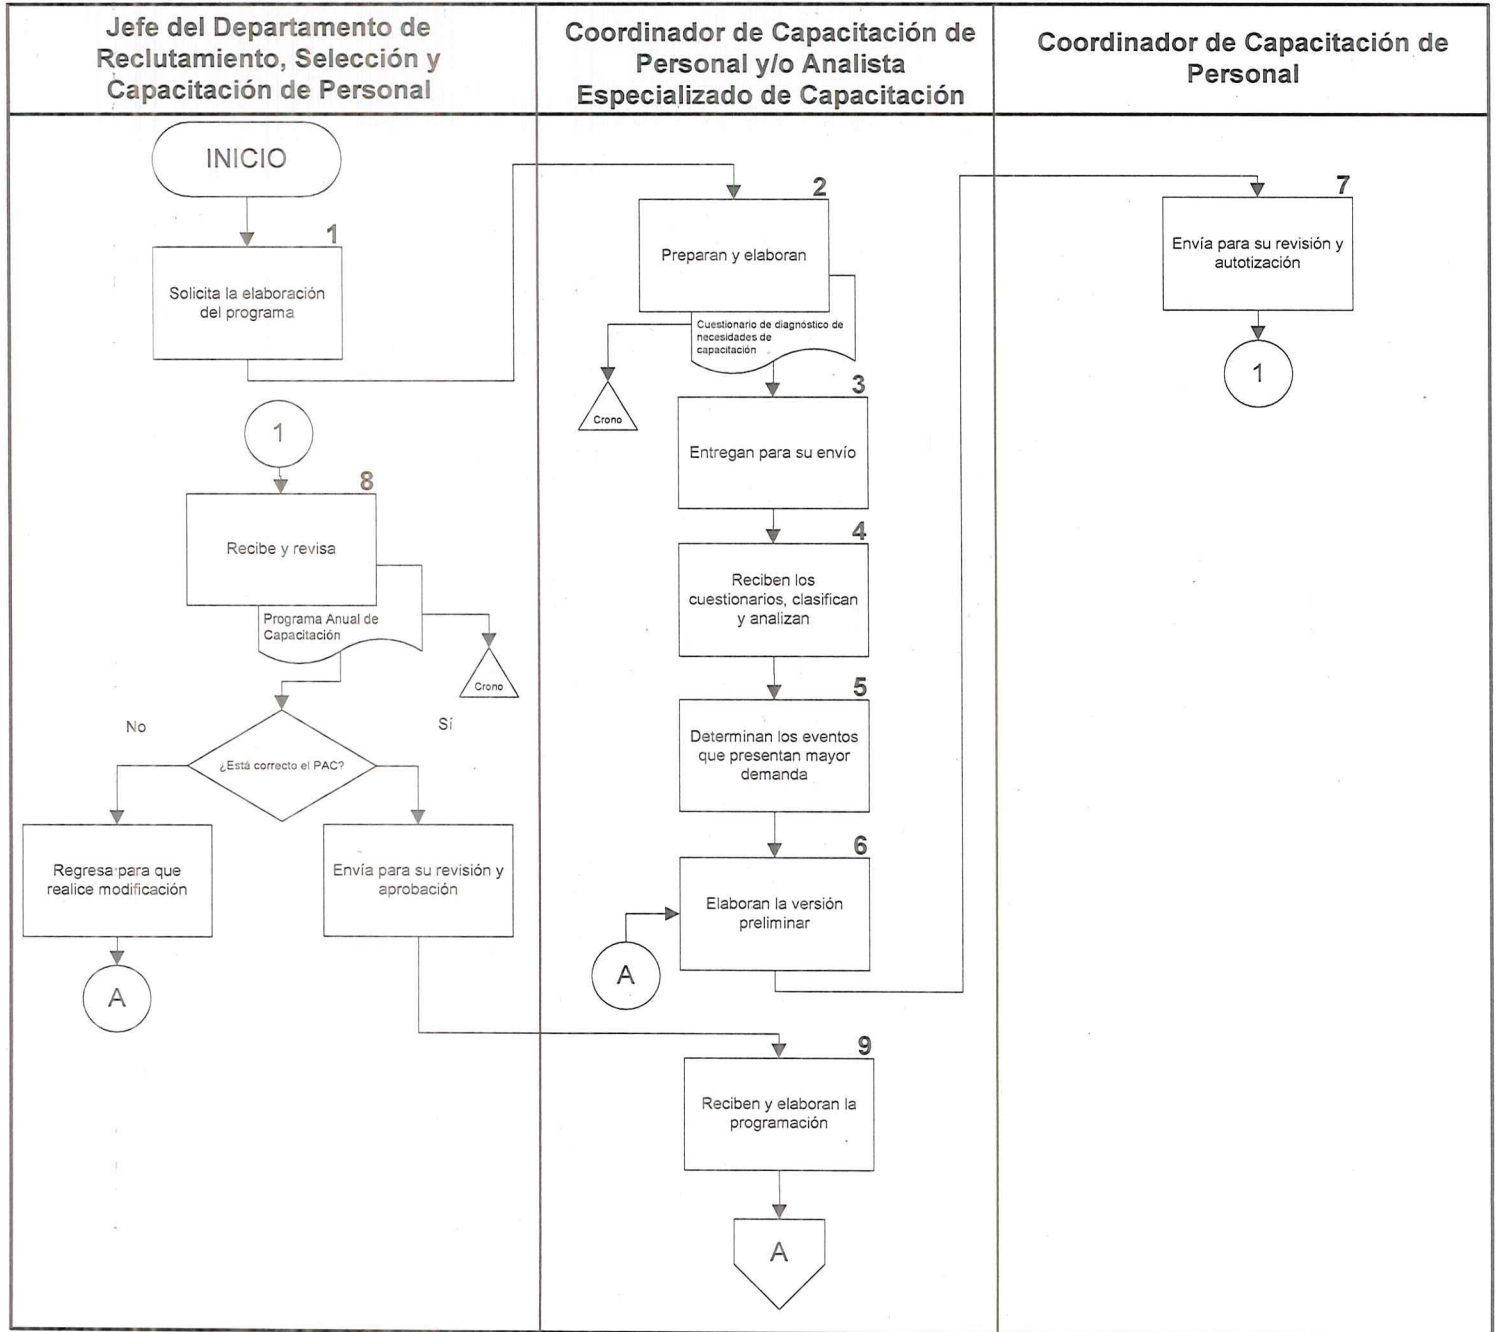 Jefe del Departamento de
Reclutamiento, Selección y
Capacitación de Personal
Coordinador de Capacitación de
Personal y/o Analista
Especializado de Capacitación
Coordinador de Capacitación de
Personal
INICIO
1
Solicita la elaboración
del programa
1
8
Recibe y revisa
Programa Anual de
Capacitación
Crono
No
Sí
¿Está correcto el PAC?
Regresa para que
realice modificación
Envía para su revisión y
aprobación
A
2
Preparan y elaboran
Cuestionario de diagnóstico de
necesidades de
capacitación
Crono
3
Entregan para su envío
4
Reciben los
cuestionarios, clasifican
y analizan
5
Determinan los eventos
que presentan mayor
demanda
6
Elaboran la versión
preliminar
A
9
Reciben y elaboran la
programación
A
7
Envía para su revisión y
autotización
1